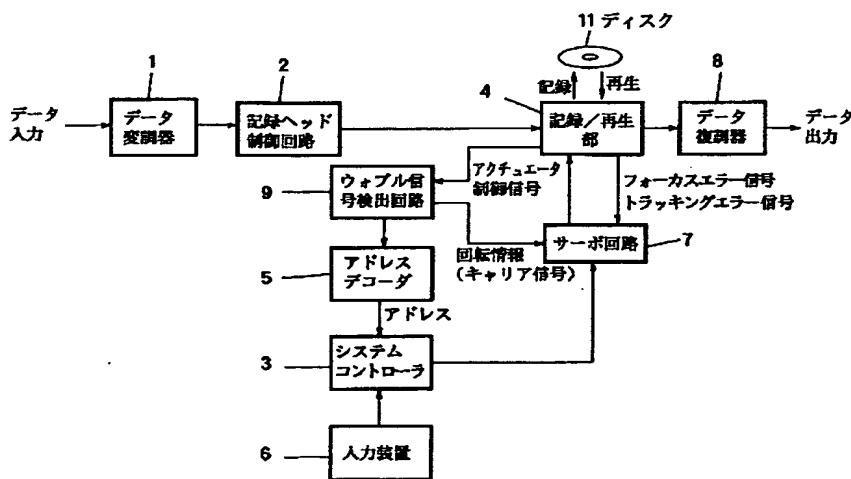 11 ディスク
1
2
記録
再生
8
4
データ
入力
データ
変調器
記録ヘッド
制御回路
記録／再生
部
データ
復調器
データ
出力
アクチュエータ
制御信号
フォーカスエラー信号
トラッキングエラー信号
9
ウォブル信
号検出回路
サーボ回路
7
回転情報
(キャリア信号)
5
アドレス
デコーダ
アドレス
3
システム
コントローラ
6
入力装置